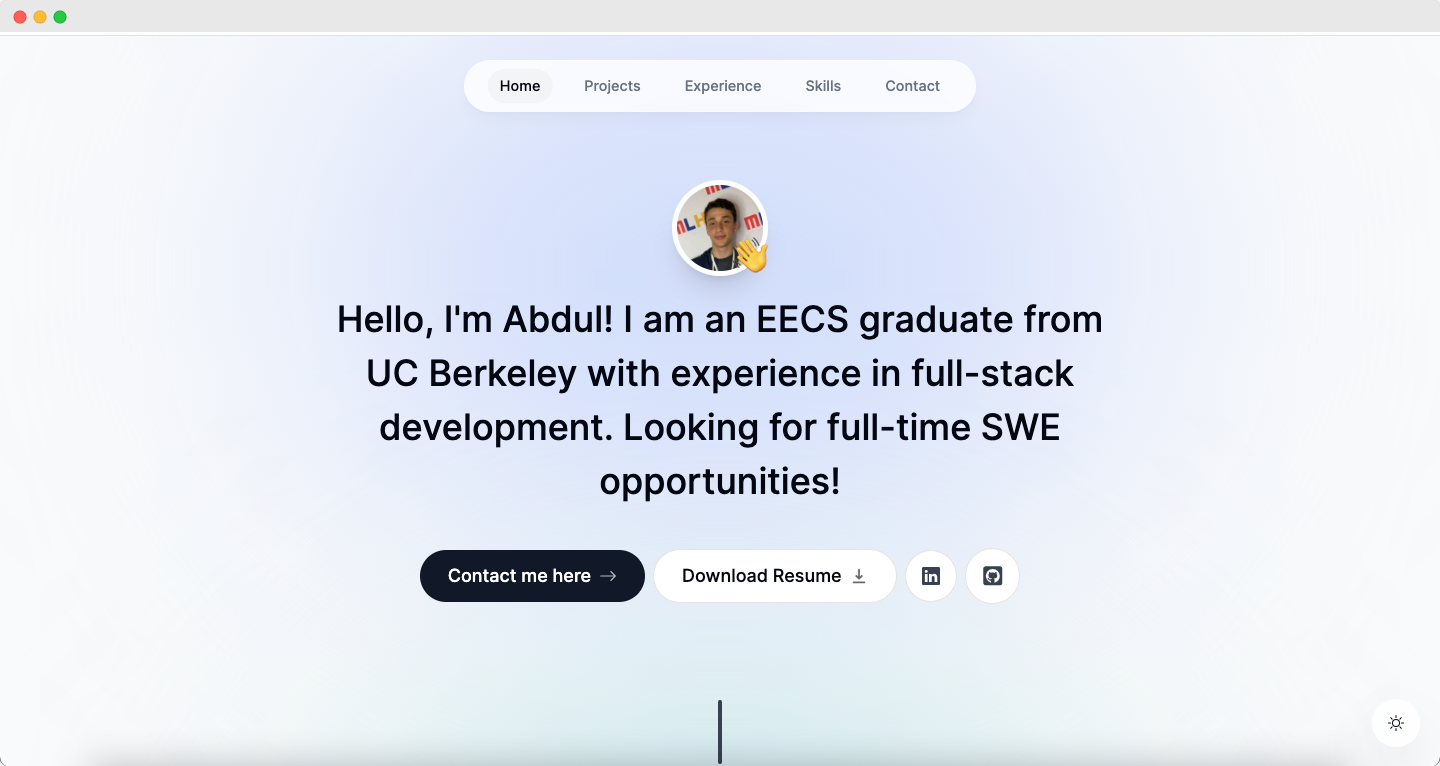 Home Projects Experience Skills Contact
Hello, I'm Abdul! I am an EECS graduate from
UC Berkeley with experience in full-stack
development. Looking for full-time SWE
opportunities!
Contact me here Download Resume in